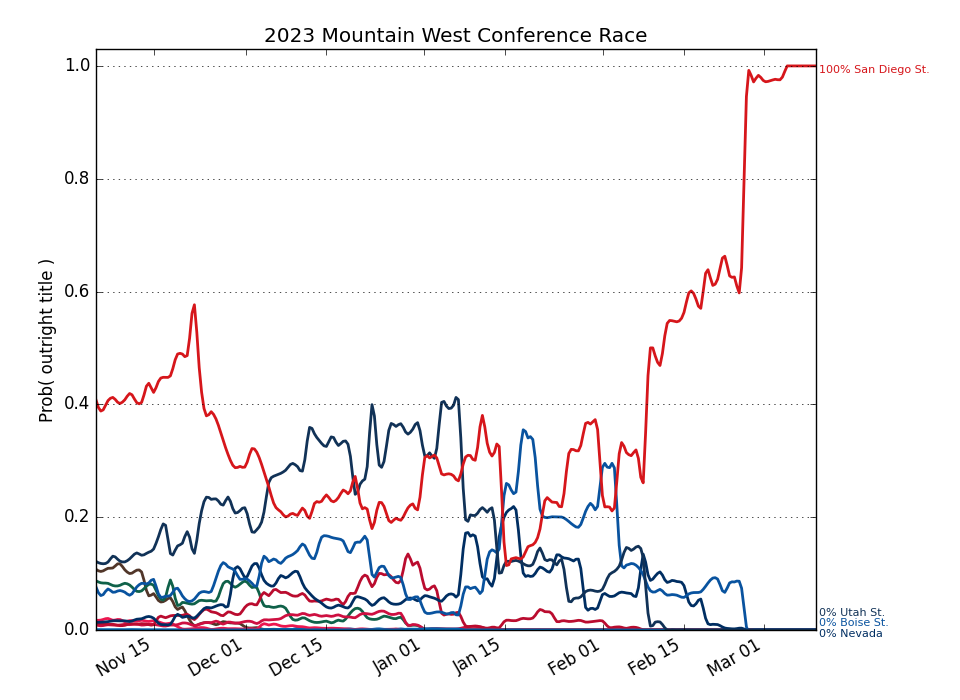 2023 Mountain West Conference Race
1.0
100% San Diego St.
0.8
0.6
Prob( outright title )
0.4
0.2
0% Utah St.
0% Boise St.
0.0
0% Nevada
Nov 15
Dec 01
Dec 15
Jan 01
Jan 15
Feb 01
Feb 15
Mar 01